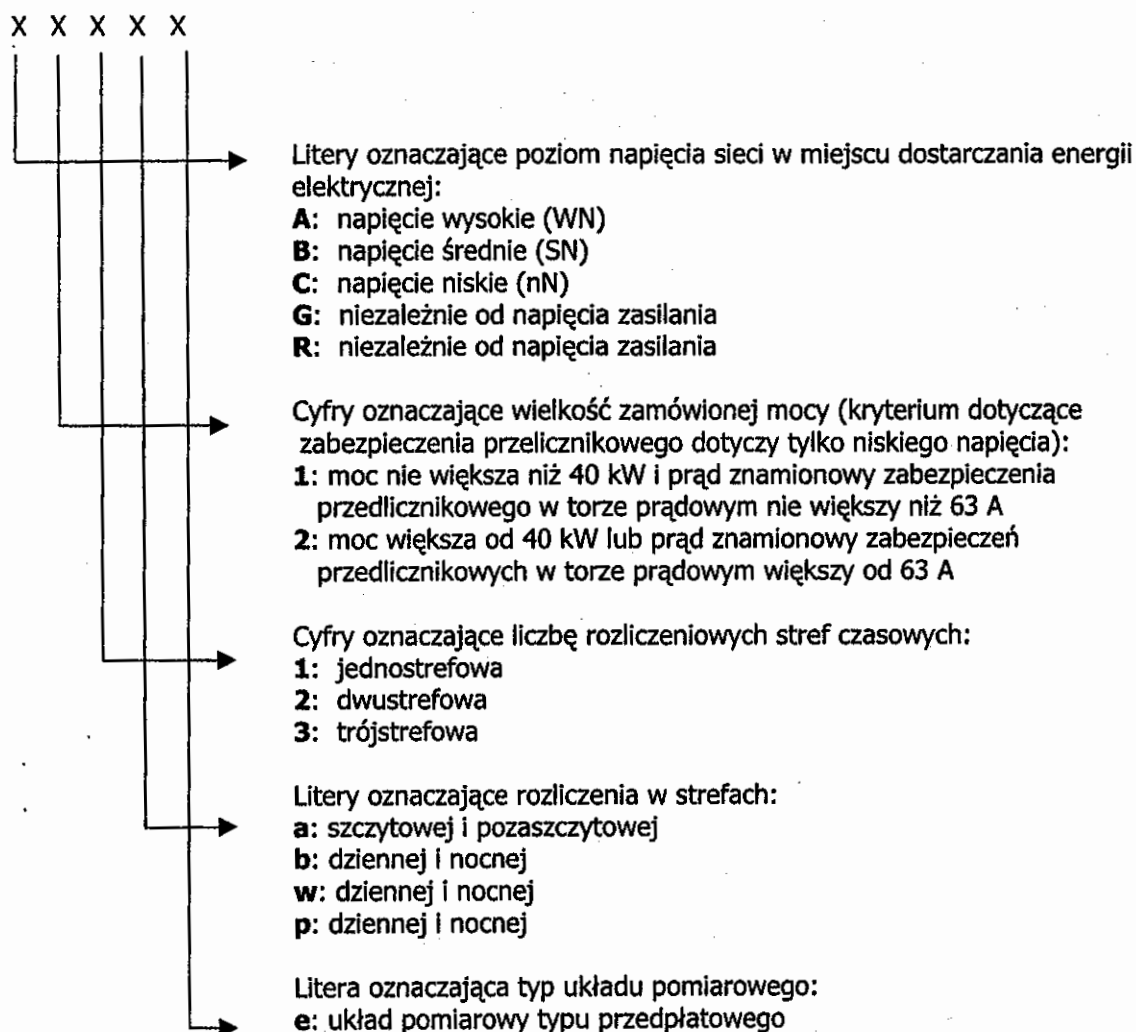 X X X X X
Litery oznaczające poziom napięcia sieci w miejscu dostarczania energii
elektrycznej:
A: napięcie wysokie (WN)
B: napięcie średnie (SN)
C: napięcie niskie (nN)
G: niezależnie od napięcia zasilania
R: niezależnie od napięcia zasilania
Cyfry oznaczające wielkość zamówionej mocy (kryterium dotyczące
zabezpieczenia przelicznikowego dotyczy tylko niskiego napięcia):
1: moc nie większa niż 40 kW i prąd znamionowy zabezpieczenia
przedlicznikowego w torze prądowym nie większy niż 63 A
2: moc większa od 40 kW lub prąd znamionowy zabezpieczeń
przedlicznikowych w torze prądowym większy od 63 A
Cyfry oznaczające liczbę rozliczeniowych stref czasowych:
1: jednostrefowa
2: dwustrefowa
3: trójstrefowa
Litery oznaczające rozliczenia w strefach:
a: szczytowej i pozaszczytowej
b: dziennej i nocnej
w: dziennej i nocnej
p: dziennej i nocnej
Litera oznaczająca typ układu pomiarowego:
e: układ pomiarowy typu przedpłatowego